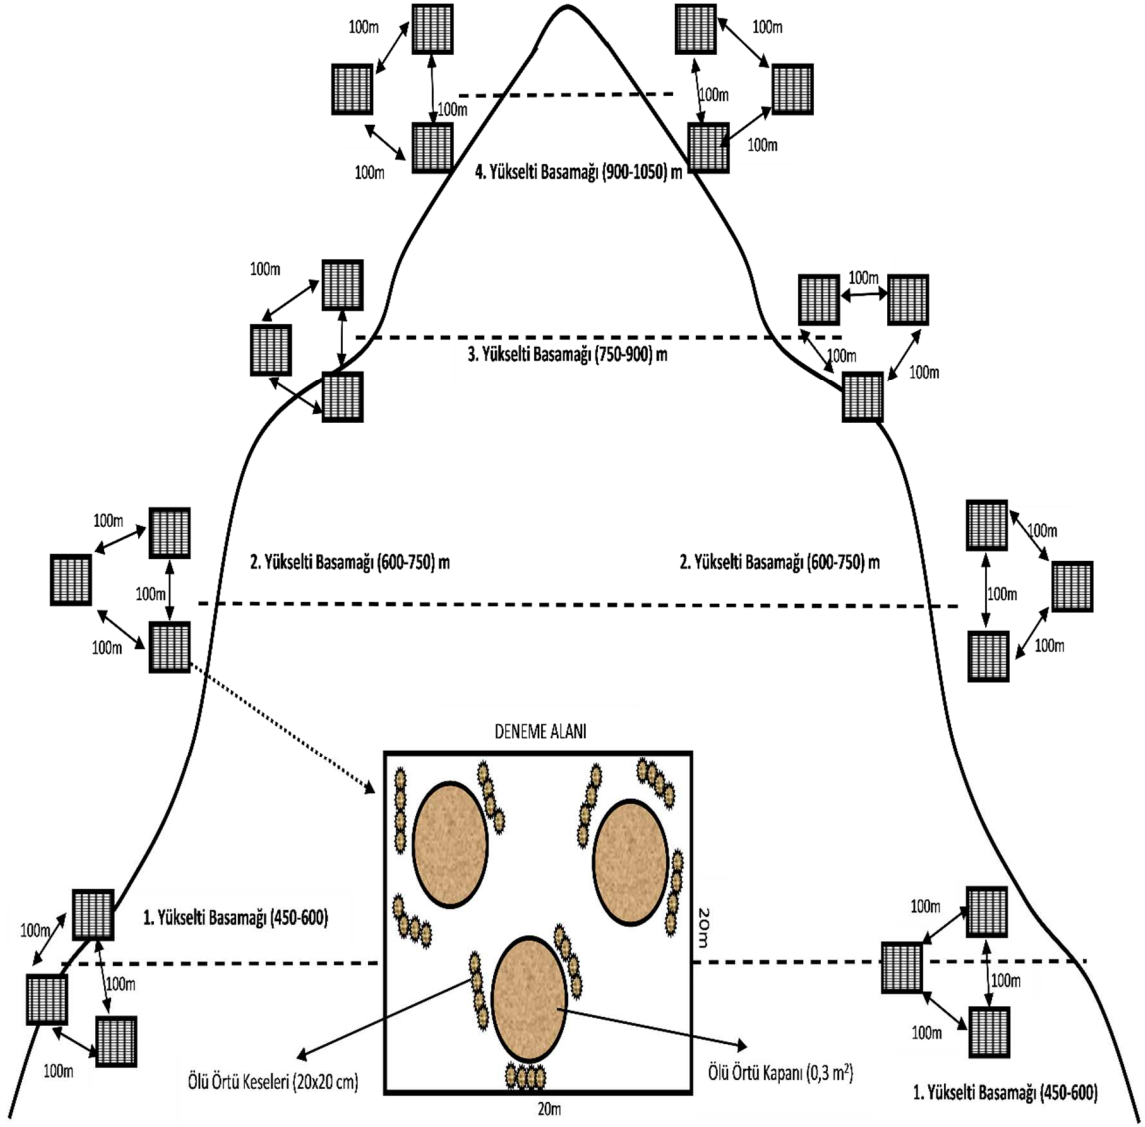 100m
100m
100m
100m
100m
100m
4. Yükselti Basamağı (900-1050) m
100m
100m
100m
100m
3. Yükselti Basamağı (750-900) m
100m
100m
100m
100m
2. Yükselti Basamağı (600-750) m
2. Yükselti Basamağı (600-750) m
100m
100m
100m
100m
DENEME ALANI
1. Yükselti Basamağı (450-600)
20m
100m
100m
100m
100m
100m
100m
Ölü Örtü Keseleri (20x20 cm)
Ölü Örtü Kapanı (0,3 m²)
1. Yükselti Basamağı (450-600)
20m